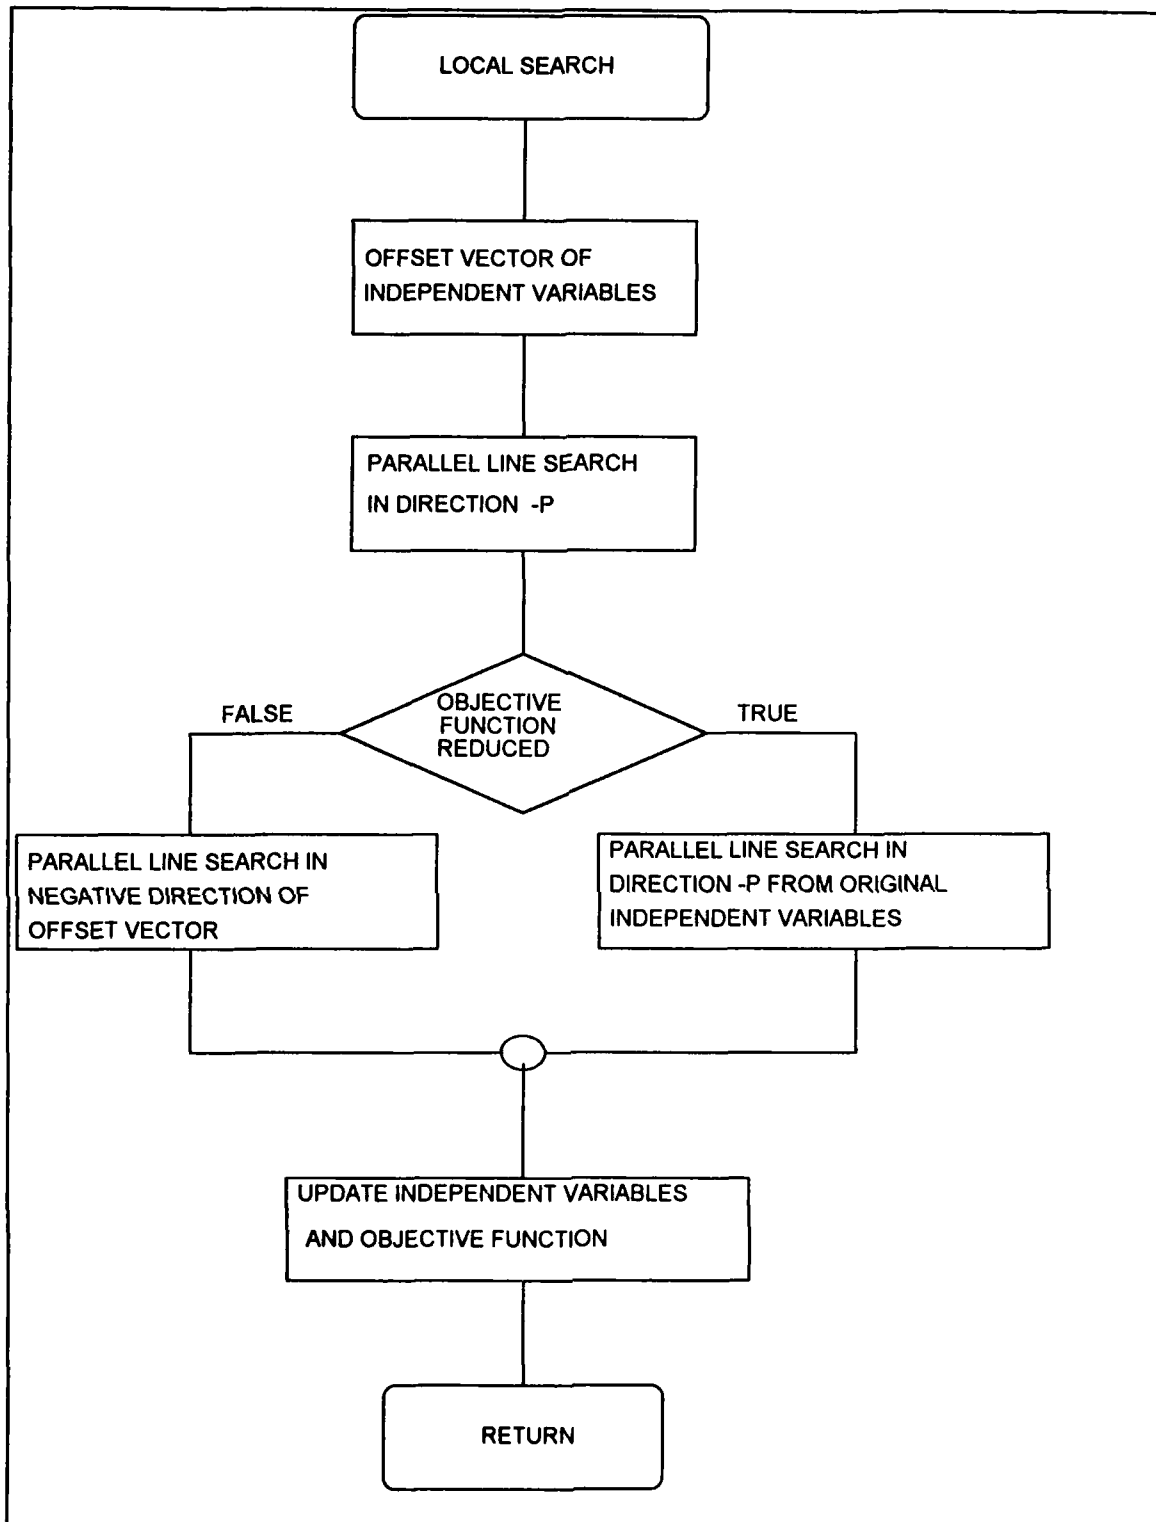 LOCAL SEARCH
OFFSET VECTOR OF
INDEPENDENT VARIABLES
PARALLEL LINE SEARCH
IN DIRECTION -P
OBJECTIVE
FUNCTION
REDUCED
FALSE
TRUE
PARALLEL LINE SEARCH IN
NEGATIVE DIRECTION OF
OFFSET VECTOR
PARALLEL LINE SEARCH IN
DIRECTION -P FROM ORIGINAL
INDEPENDENT VARIABLES
UPDATE INDEPENDENT VARIABLES
AND OBJECTIVE FUNCTION
RETURN